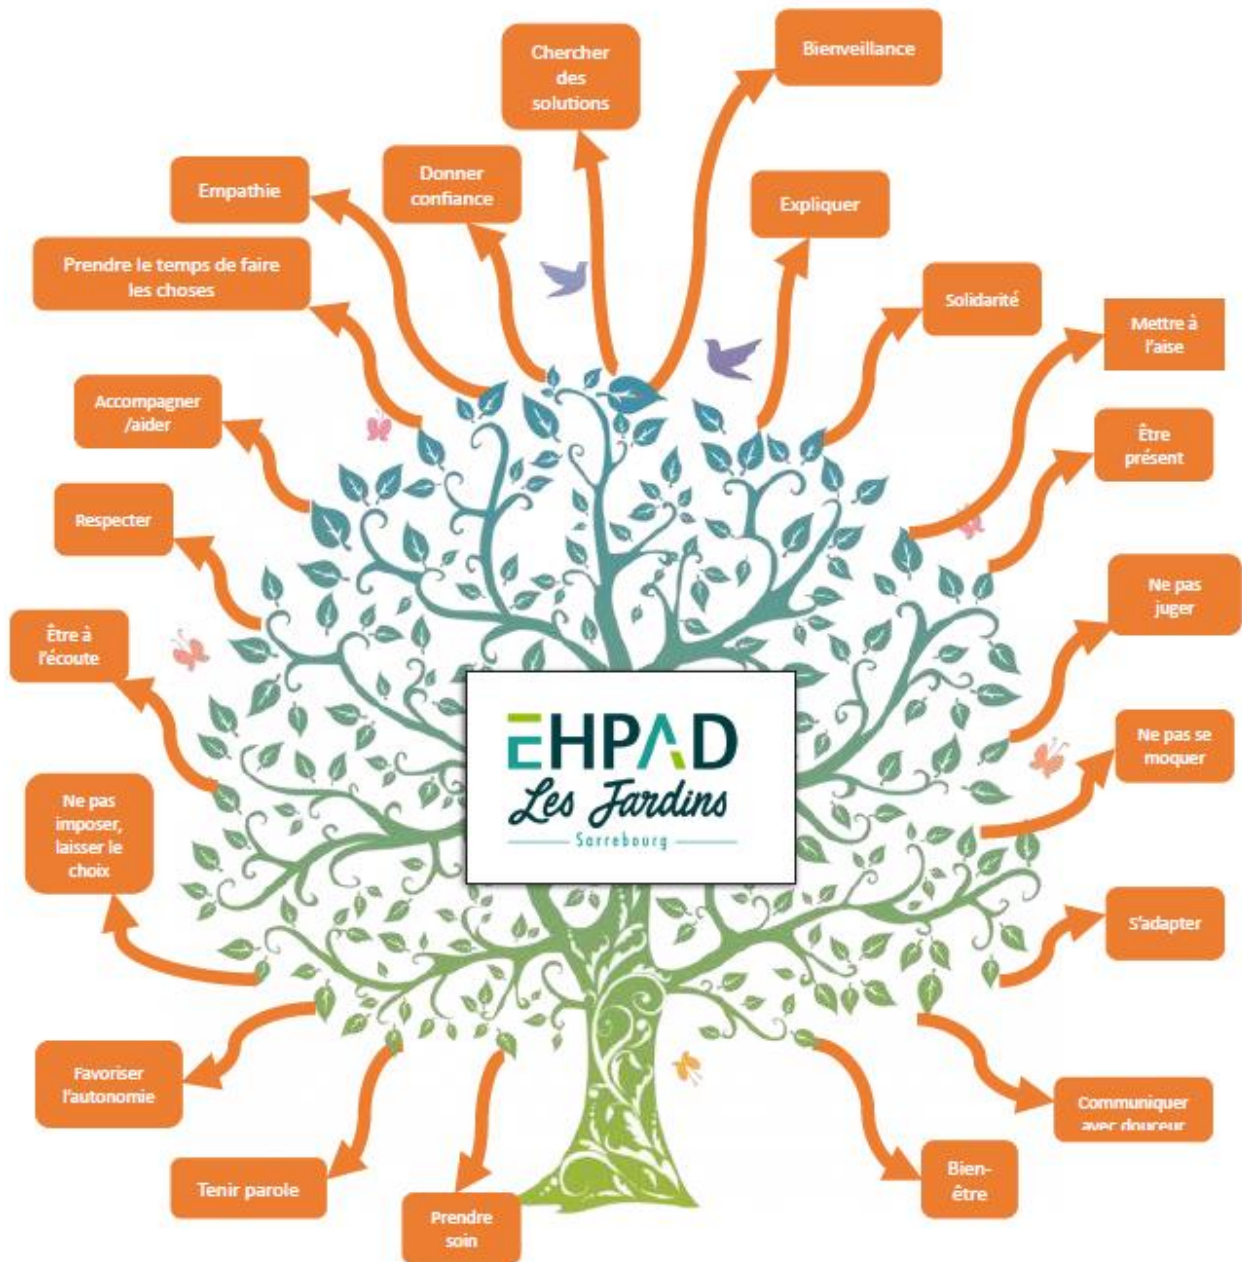 Chercher
des
solutions
Bienveillance
Empathie
Donner
confiance
Expliquer
Prendre le temps de faire
les choses
Solidarité
Mettre à
l'aise
Accompagner
/aider
Être
présent
Respecter
Ne pas
juger
Être à
l'écoute
Ne pas se
moquer
EHPAD
Les Jardins
Sarrebourg
Ne pas
imposer,
laisser le
choix
S'adapter
Favoriser
l'autonomie
Communiquer
avec douceur
Tenir parole
Bien-
être
Prendre
soin